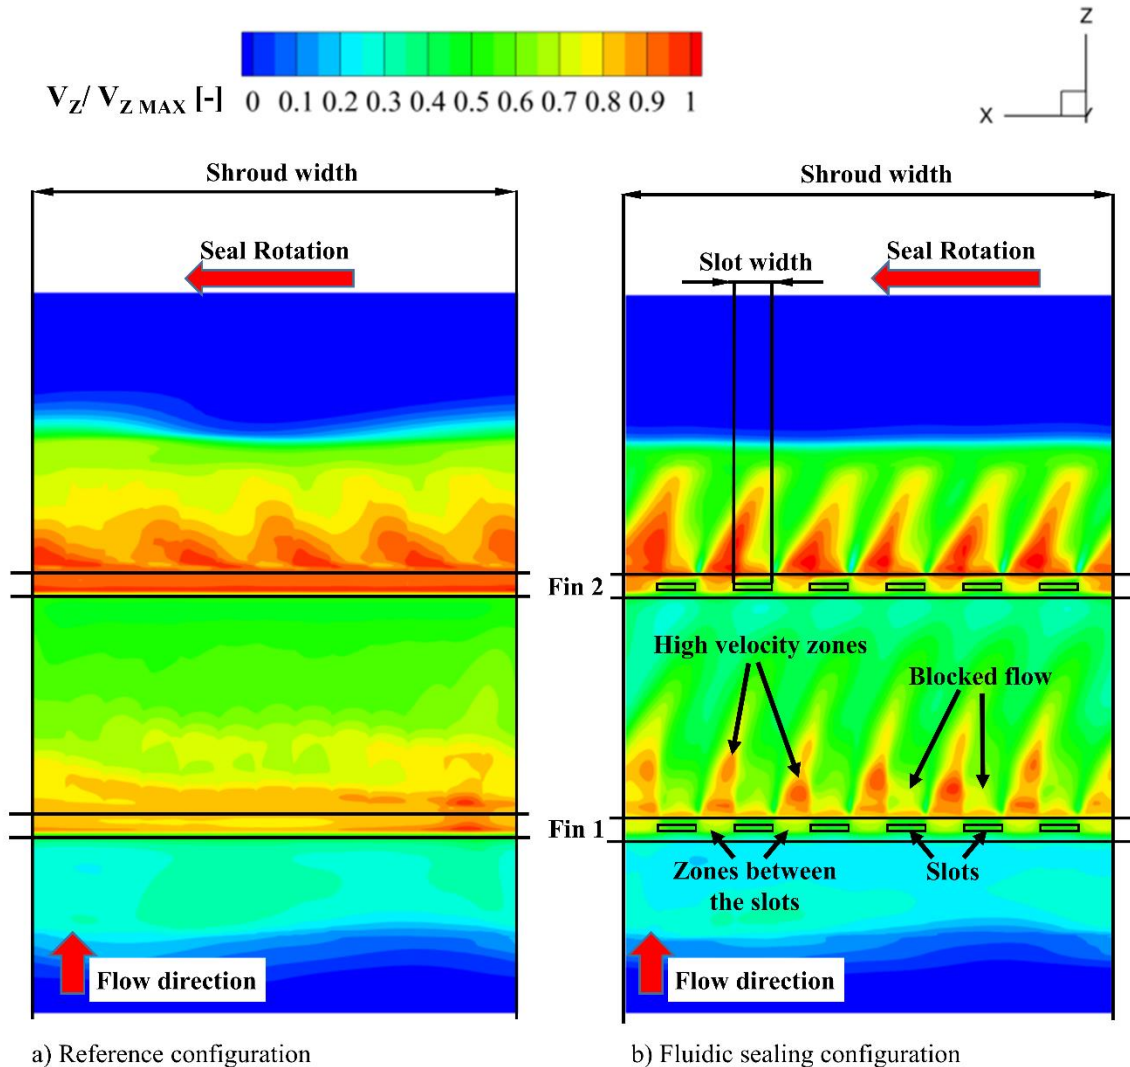 Z
V_Z/ V_Z MAX [-]
0 0.1 0.2 0.3 0.4 0.5 0.6 0.7 0.8 0.9 1
X
Y
Shroud width
Shroud width
Seal Rotation
Slot width
Seal Rotation
Fin 2
High velocity zones
Blocked flow
Fin 1
Zones between
the slots
Slots
Flow direction
Flow direction
a) Reference configuration
b) Fluidic sealing configuration